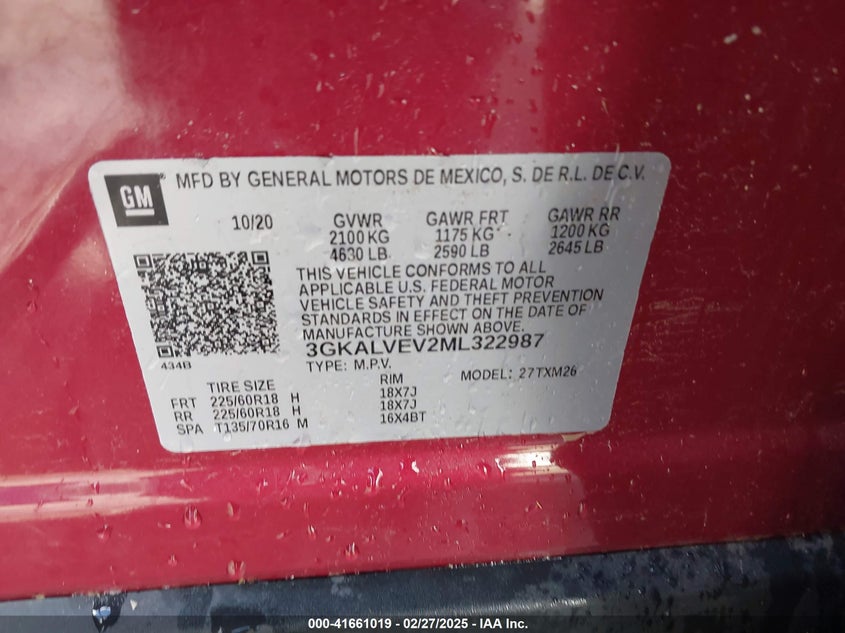 GM MFD BY GENERAL MOTORS DE MEXICO, S. DE R.L. DE C.V.
10/20 GVWR GAWR FRT GAWR RR
2100 KG 1175 KG 1200 KG
4630 LB 2590 LB 2645 LB
THIS VEHICLE CONFORMS TO ALL
APPLICABLE U.S. FEDERAL MOTOR
VEHICLE SAFETY AND THEFT PREVENTION
STANDARDS IN EFFECT ON THE DATE OF
MANUFACTURE SHOWN ABOVE.
434B 3GKALVEV2ML322987
TYPE: M.P.V. MODEL: 27TXM26
TIRE SIZE RIM
FRT 225/60R18 H 18X7J
RR 225/60R18 H 18X7J
SPA T135/70R16 M 16X4BT
000-41661019 / 02/27/2025 - IAA Inc.